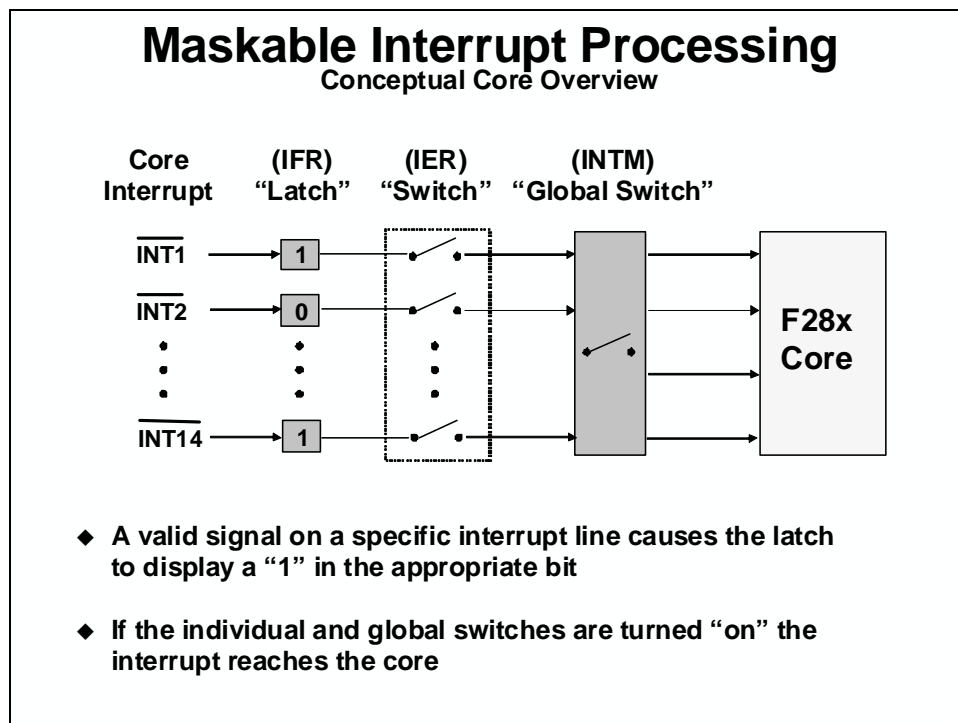 Maskable Interrupt Processing
Conceptual Core Overview
Core Interrupt
(IFR) “Latch”
(IER) “Switch”
(INTM) “Global Switch”
INT1
1
INT2
0
INT14
1
F28x
Core
◆ A valid signal on a specific interrupt line causes the latch
to display a “1” in the appropriate bit
◆ If the individual and global switches are turned “on” the
interrupt reaches the core